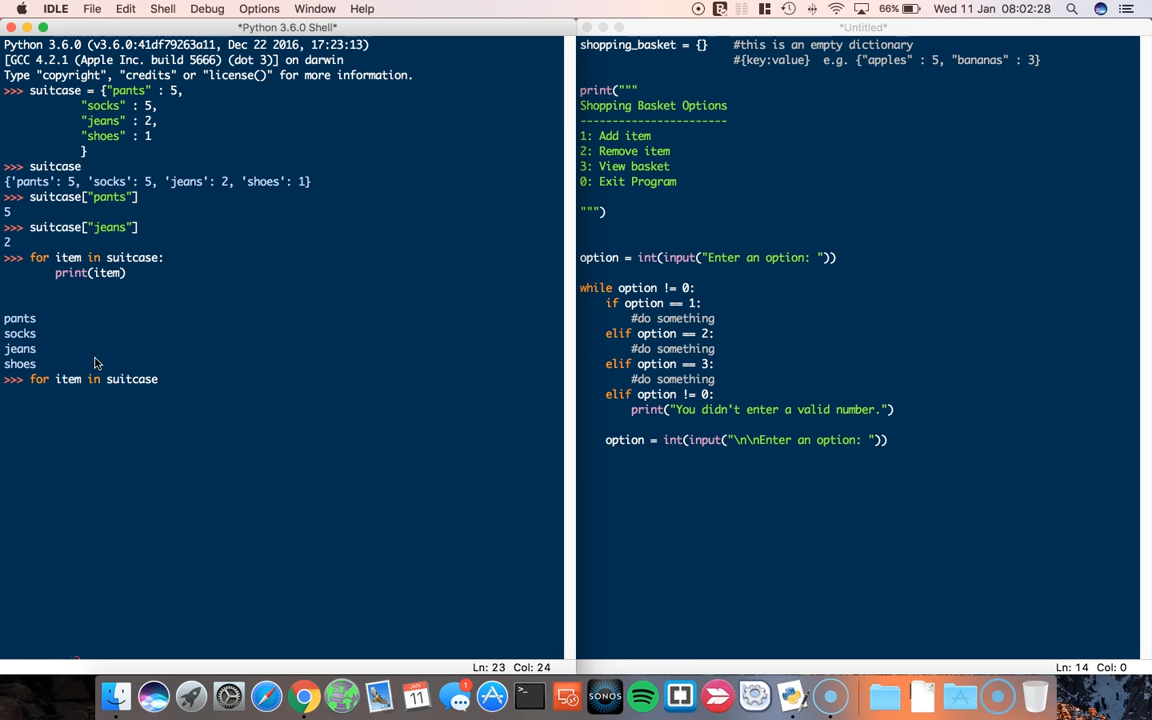 IDLE File Edit Shell Debug Options Window Help 66% Wed 11 Jan 08:02:28
*Python 3.6.0 Shell*
Python 3.6.0 (v3.6.0:41df79263a11, Dec 22 2016, 17:23:13)
[GCC 4.2.1 (Apple Inc. build 5666) (dot 3)] on darwin
Type "copyright", "credits" or "license()" for more information.
>>> suitcase = {"pants" : 5,
"socks" : 5,
"jeans" : 2,
"shoes" : 1
}
>>> suitcase
{'pants': 5, 'socks': 5, 'jeans': 2, 'shoes': 1}
>>> suitcase["pants"]
5
>>> suitcase["jeans"]
2
>>> for item in suitcase:
print(item)
pants
socks
jeans
shoes
>>> for item in suitcase
Ln: 23 Col: 24
*Untitled*
shopping_basket = {} #this is an empty dictionary
#{key:value} e.g. {"apples" : 5, "bananas" : 3}
print("""
Shopping Basket Options
-----------------------
1: Add item
2: Remove item
3: View basket
0: Exit Program
""")
option = int(input("Enter an option: "))
while option != 0:
if option == 1:
#do something
elif option == 2:
#do something
elif option == 3:
#do something
elif option != 0:
print("You didn't enter a valid number.")
option = int(input("\n\nEnter an option: "))
Ln: 14 Col: 0
11
SONOS
1